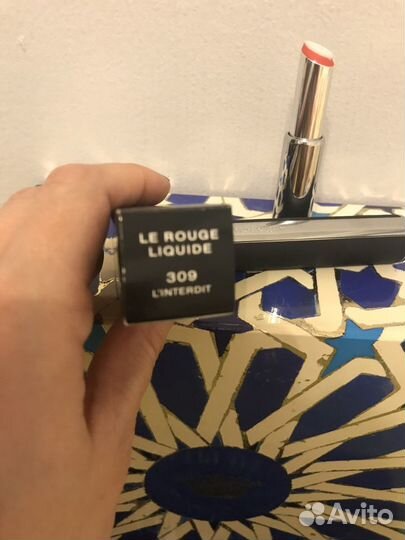 LE ROUGE
LIQUIDE
309
L'INTERDIT
Avito